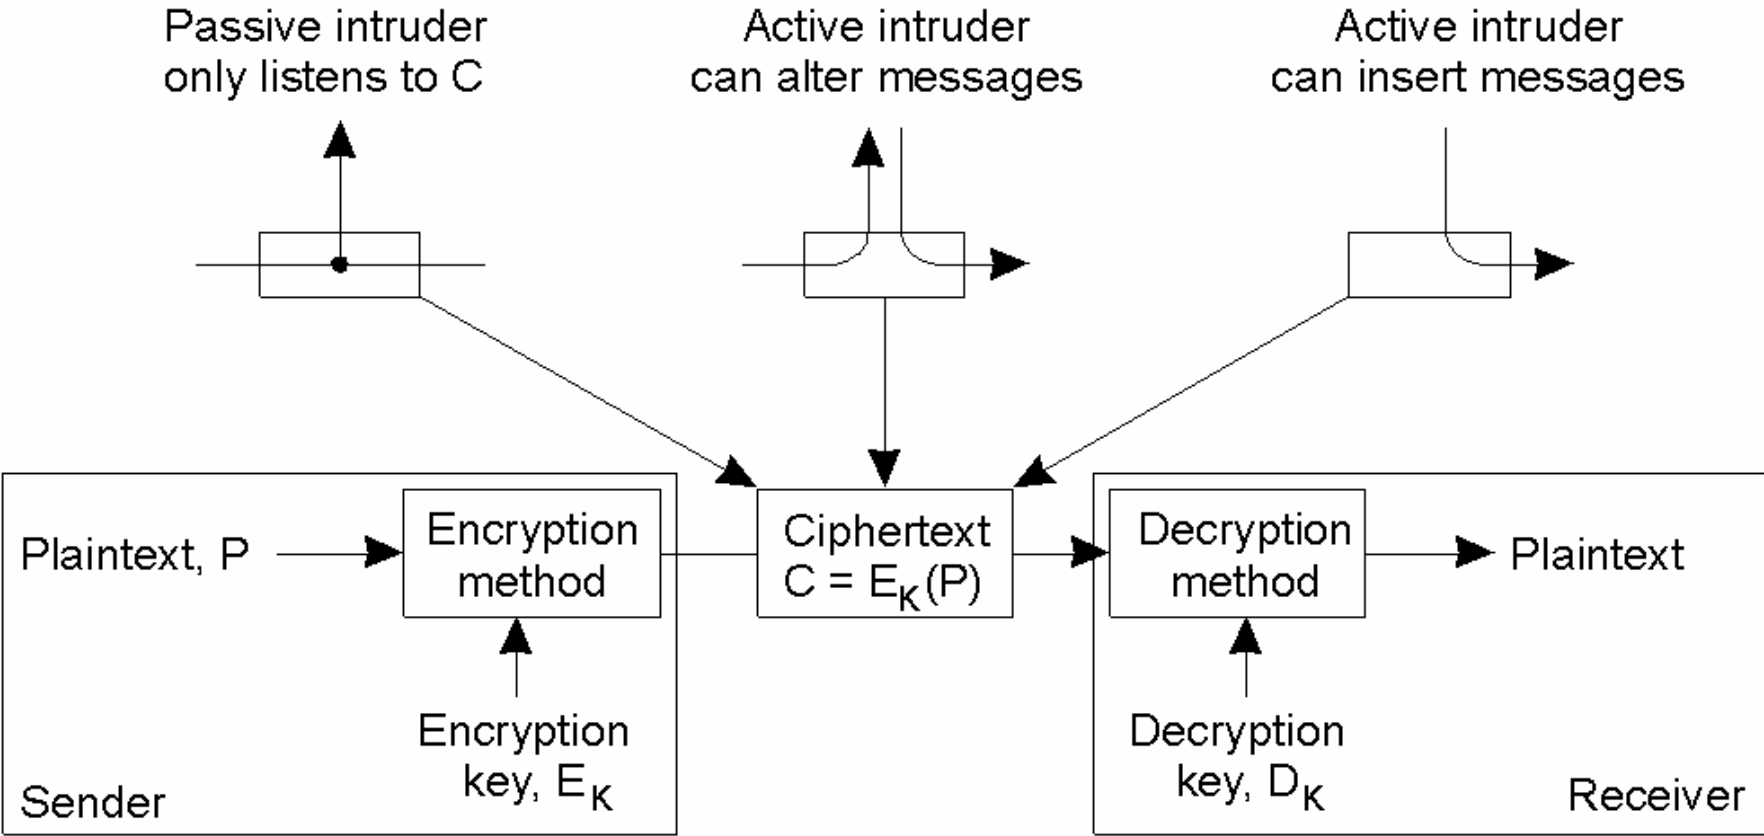 Passive intruder
only listens to C
Active intruder
can alter messages
Active intruder
can insert messages
Plaintext, P
Encryption
method
Ciphertext
C = EK(P)
Decryption
method
Plaintext
Encryption
key, EK
Decryption
key, DK
Sender
Receiver